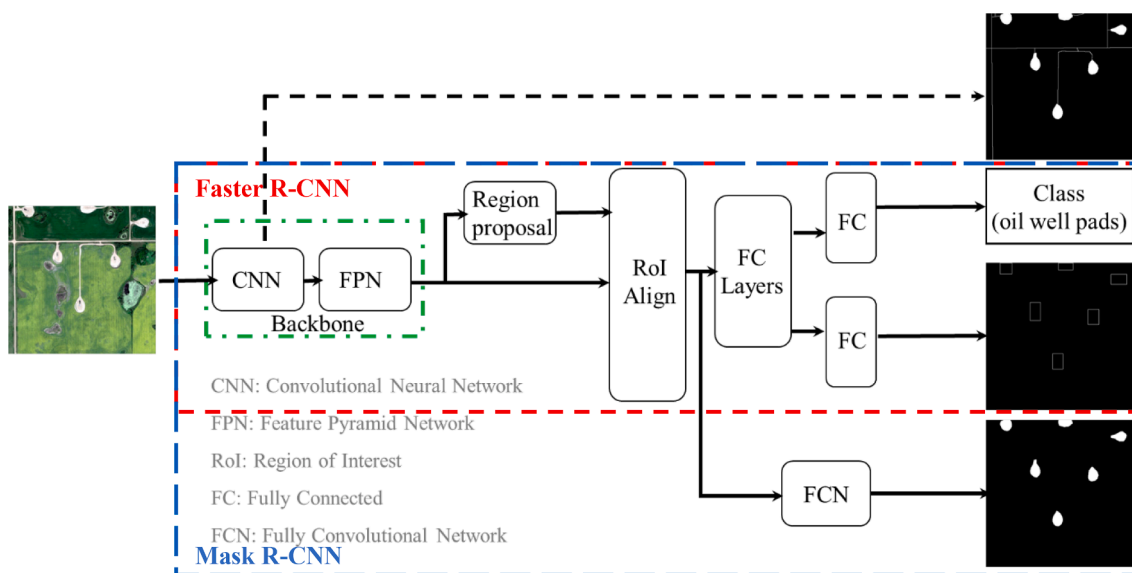 Faster R-CNN
Region
proposal
Class
(oil well pads)
FC
CNN
FPN
RoI
Align
FC
Layers
Backbone
FC
CNN: Convolutional Neural Network
FPN: Feature Pyramid Network
RoI: Region of Interest
FC: Fully Connected
FCN
FCN: Fully Convolutional Network
Mask R-CNN